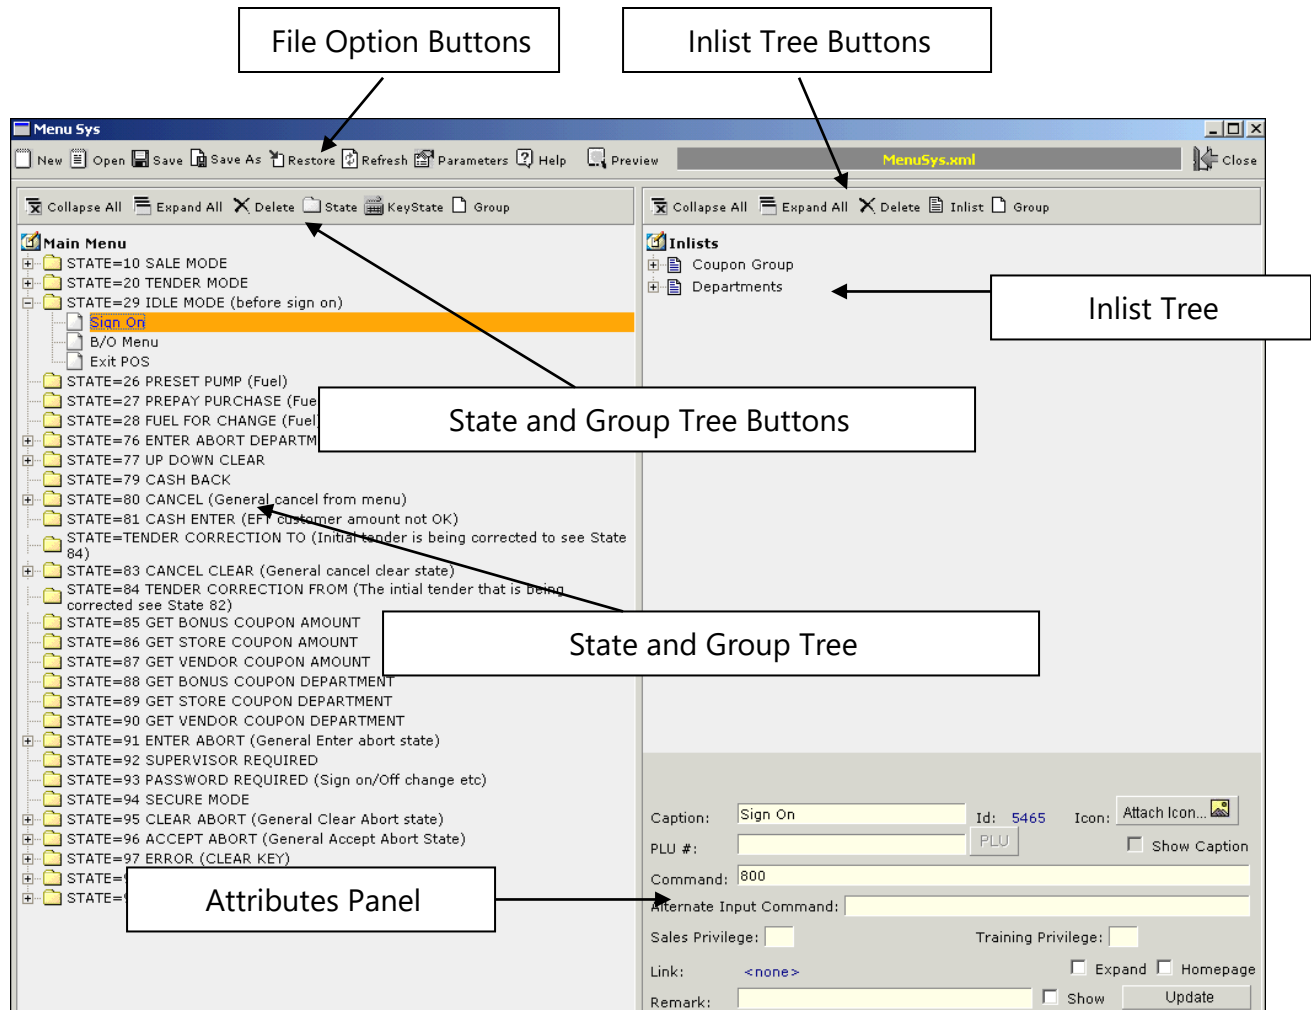 File Option Buttons
Inlist Tree Buttons
Menu Sys
New Open Save Save As Restore Refresh Parameters Help Preview MenuSys.xml Close
Collapse All Expand All Delete State KeyState Group
Collapse All Expand All Delete Inlist Group
Main Menu
STATE=10 SALE MODE
STATE=20 TENDER MODE
STATE=29 IDLE MODE (before sign on)
Sign On
B/O Menu
Exit POS
STATE=26 PRESET PUMP (Fuel)
STATE=27 PREPAY PURCHASE (Fue
STATE=28 FUEL FOR CHANGE (Fuel)
STATE=76 ENTER ABORT DEPARTM
STATE=77 UP DOWN CLEAR
STATE=79 CASH BACK
STATE=80 CANCEL (General cancel from menu)
STATE=81 CASH ENTER (EFT customer amount not OK)
STATE=TENDER CORRECTION TO (Initial tender is being corrected to see State
84)
STATE=83 CANCEL CLEAR (General cancel clear state)
STATE=84 TENDER CORRECTION FROM (The intial tender that is being
corrected see State 82)
STATE=85 GET BONUS COUPON AMOUNT
STATE=86 GET STORE COUPON AMOUNT
STATE=87 GET VENDOR COUPON AMOUNT
STATE=88 GET BONUS COUPON DEPARTMENT
STATE=89 GET STORE COUPON DEPARTMENT
STATE=90 GET VENDOR COUPON DEPARTMENT
STATE=91 ENTER ABORT (General Enter abort state)
STATE=92 SUPERVISOR REQUIRED
STATE=93 PASSWORD REQUIRED (Sign on/Off change etc)
STATE=94 SECURE MODE
STATE=95 CLEAR ABORT (General Clear Abort state)
STATE=96 ACCEPT ABORT (General Accept Abort State)
STATE=97 ERROR (CLEAR KEY)
STATE=9
STATE=9
Inlists
Coupon Group
Departments
Inlist Tree
State and Group Tree Buttons
State and Group Tree
Attributes Panel
Caption: Sign On Id: 5465 Icon: Attach Icon...
PLU #: PLU Show Caption
Command: 800
Alternate Input Command:
Sales Privilege: Training Privilege:
Link: <none> Expand Homepage
Remark: Show Update